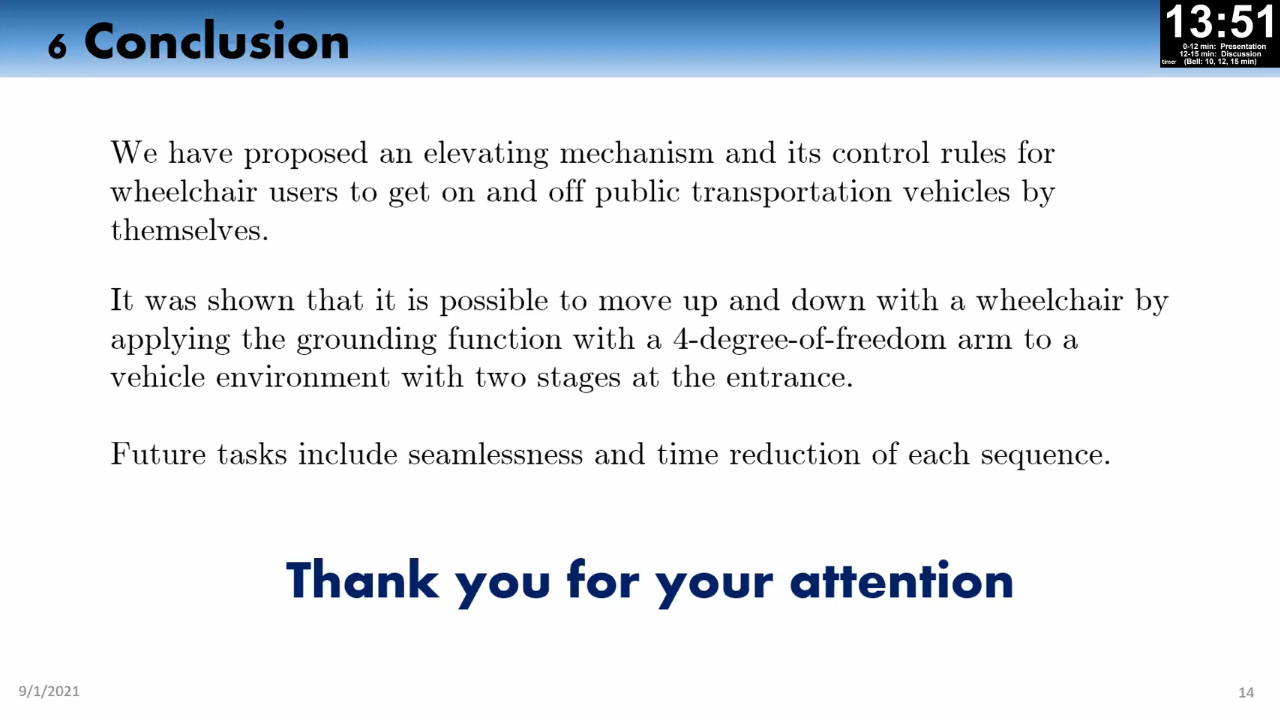 6 Conclusion
13:51
0-12 min: Presentation
12-15 min: Discussion
timer (Bell: 10, 12, 15 min)
We have proposed an elevating mechanism and its control rules for
wheelchair users to get on and off public transportation vehicles by
themselves.
It was shown that it is possible to move up and down with a wheelchair by
applying the grounding function with a 4-degree-of-freedom arm to a
vehicle environment with two stages at the entrance.
Future tasks include seamlessness and time reduction of each sequence.
Thank you for your attention
9/1/2021
14